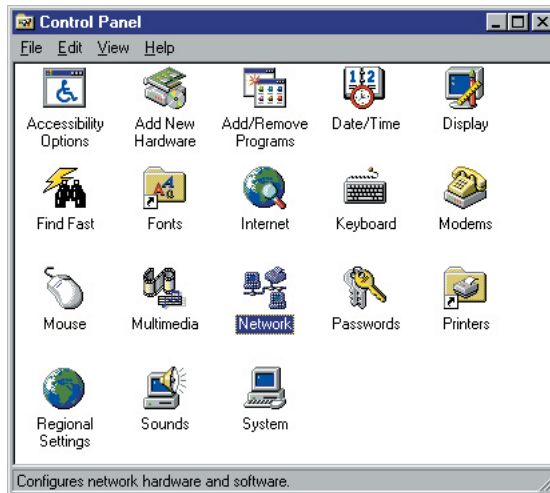 Control Panel
File Edit View Help
Accessibility Options
Add New Hardware
Add/Remove Programs
Date/Time
Display
Find Fast
Fonts
Internet
Keyboard
Modems
Mouse
Multimedia
Network
Passwords
Printers
Regional Settings
Sounds
System
Configures network hardware and software.